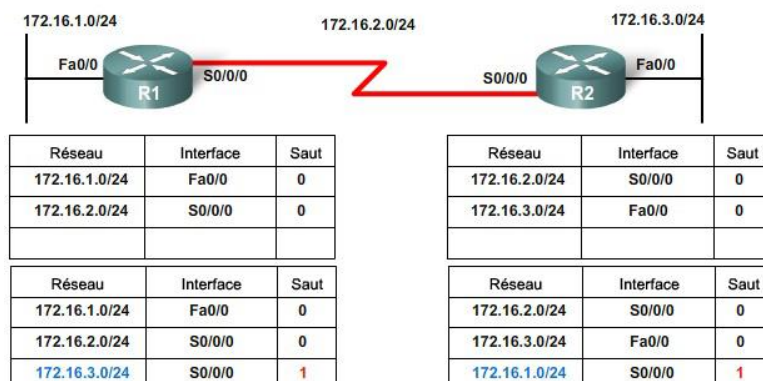 172.16.1.0/24 172.16.2.0/24 172.16.3.0/24
Fa0/0 S0/0/0 S0/0/0 Fa0/0
R1 R2
Réseau Interface Saut
172.16.1.0/24 Fa0/0 0
172.16.2.0/24 S0/0/0 0
Réseau Interface Saut
172.16.2.0/24 S0/0/0 0
172.16.3.0/24 Fa0/0 0
Réseau Interface Saut
172.16.1.0/24 Fa0/0 0
172.16.2.0/24 S0/0/0 0
172.16.3.0/24 S0/0/0 1
Réseau Interface Saut
172.16.2.0/24 S0/0/0 0
172.16.3.0/24 Fa0/0 0
172.16.1.0/24 S0/0/0 1